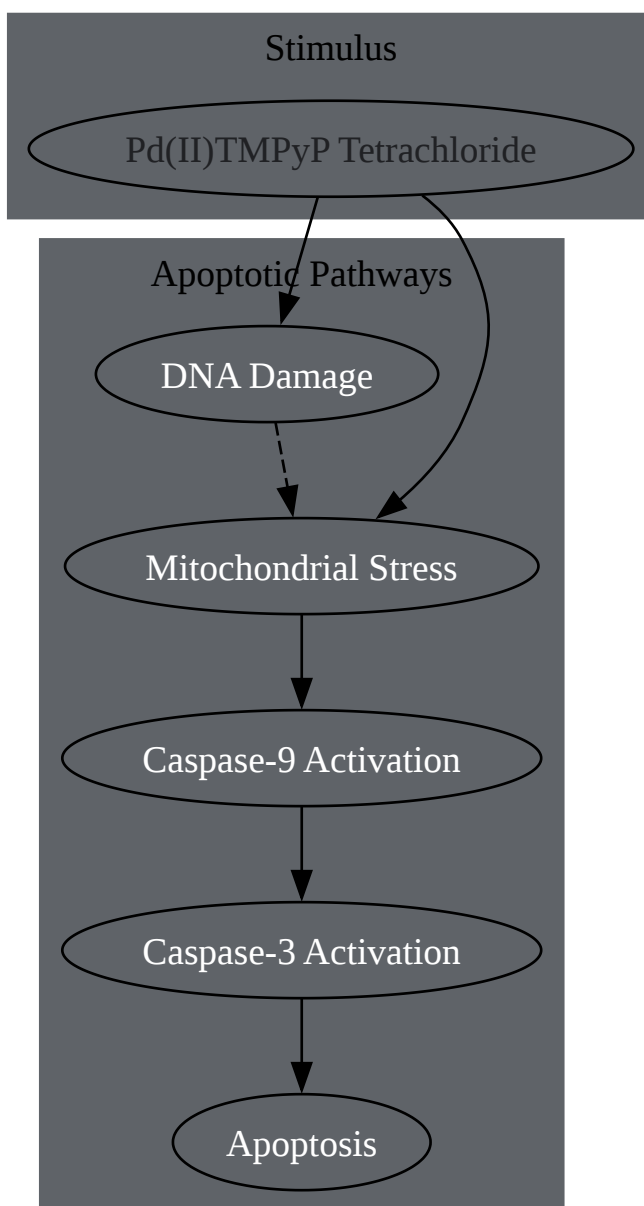 Stimulus
Pd(II)TMPyP Tetrachloride
Apoptotic Pathways
DNA Damage
Mitochondrial Stress
Caspase-9 Activation
Caspase-3 Activation
Apoptosis